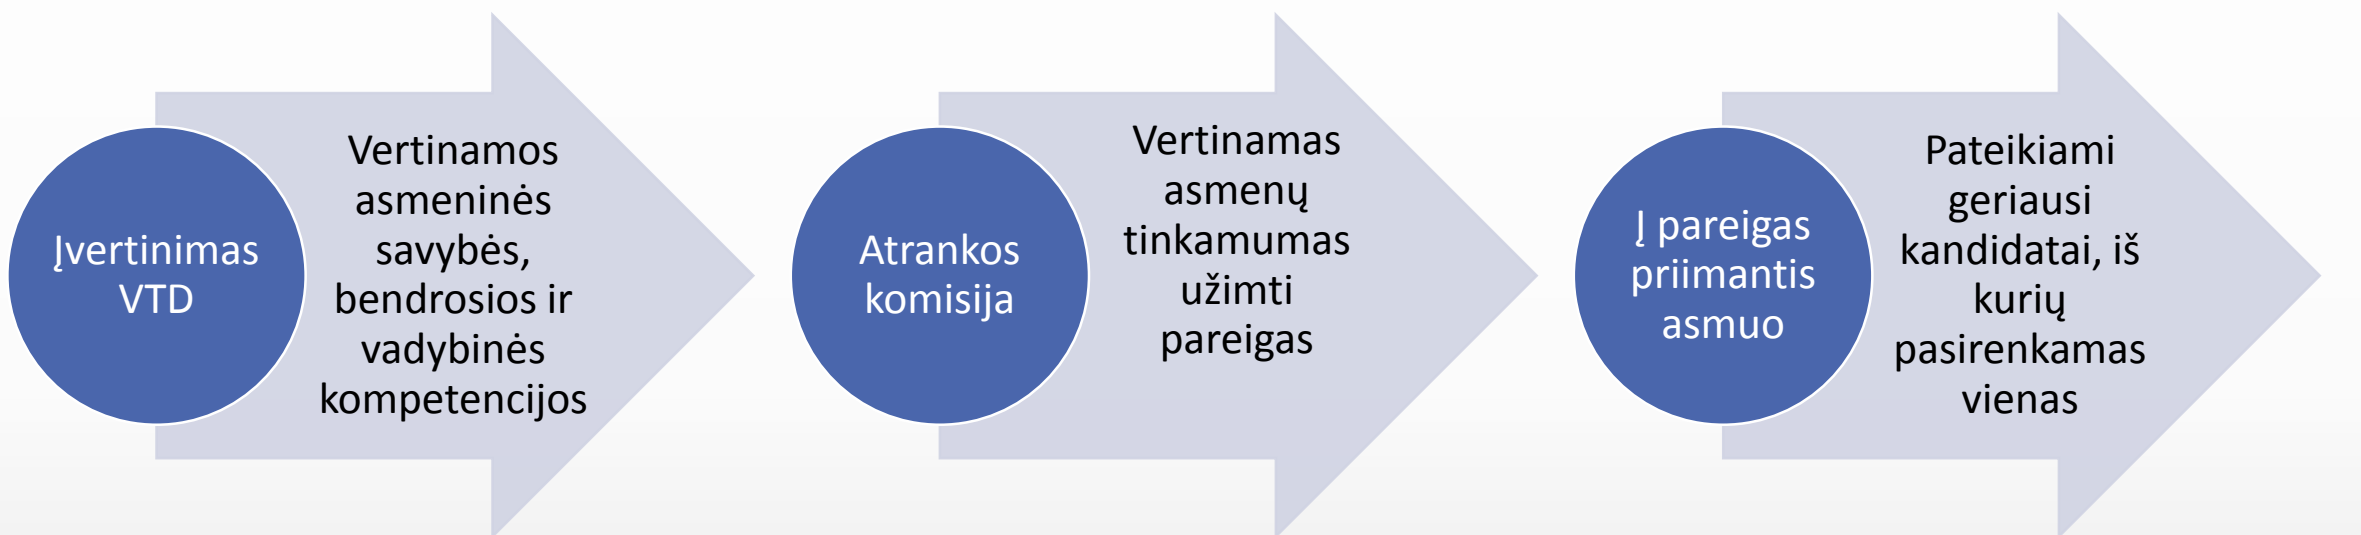 Įvertinimas
VTD
Vertinamos
asmeninės
savybės,
bendrosios ir
vadybinės
kompetencijos
Atrankos
komisija
Vertinamas
asmenų
tinkamumas
užimti
pareigas
Į pareigas
priimantis
asmuo
Pateikiami
geriausi
kandidatai, iš
kurių
pasirenkamas
vienas